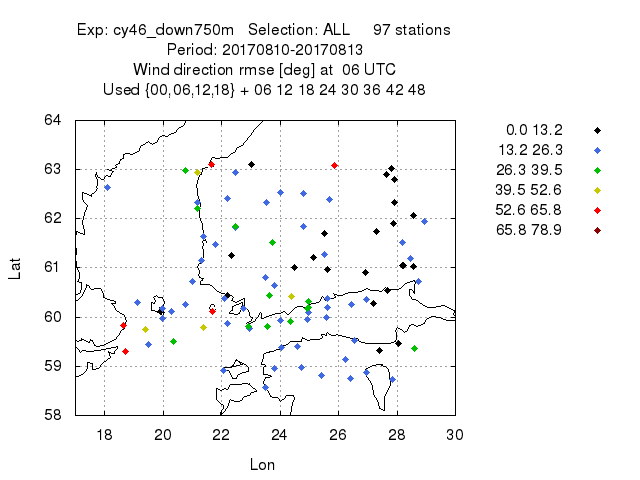 Exp: cy46_down750m   Selection: ALL     97 stations
Period: 20170810-20170813
Wind direction rmse [deg] at  06 UTC
Used {00,06,12,18} + 06 12 18 24 30 36 42 48
64
63
62
61
60
59
58
Lat
18 20 22 24 26 28 30
Lon
0.0 13.2
13.2 26.3
26.3 39.5
39.5 52.6
52.6 65.8
65.8 78.9